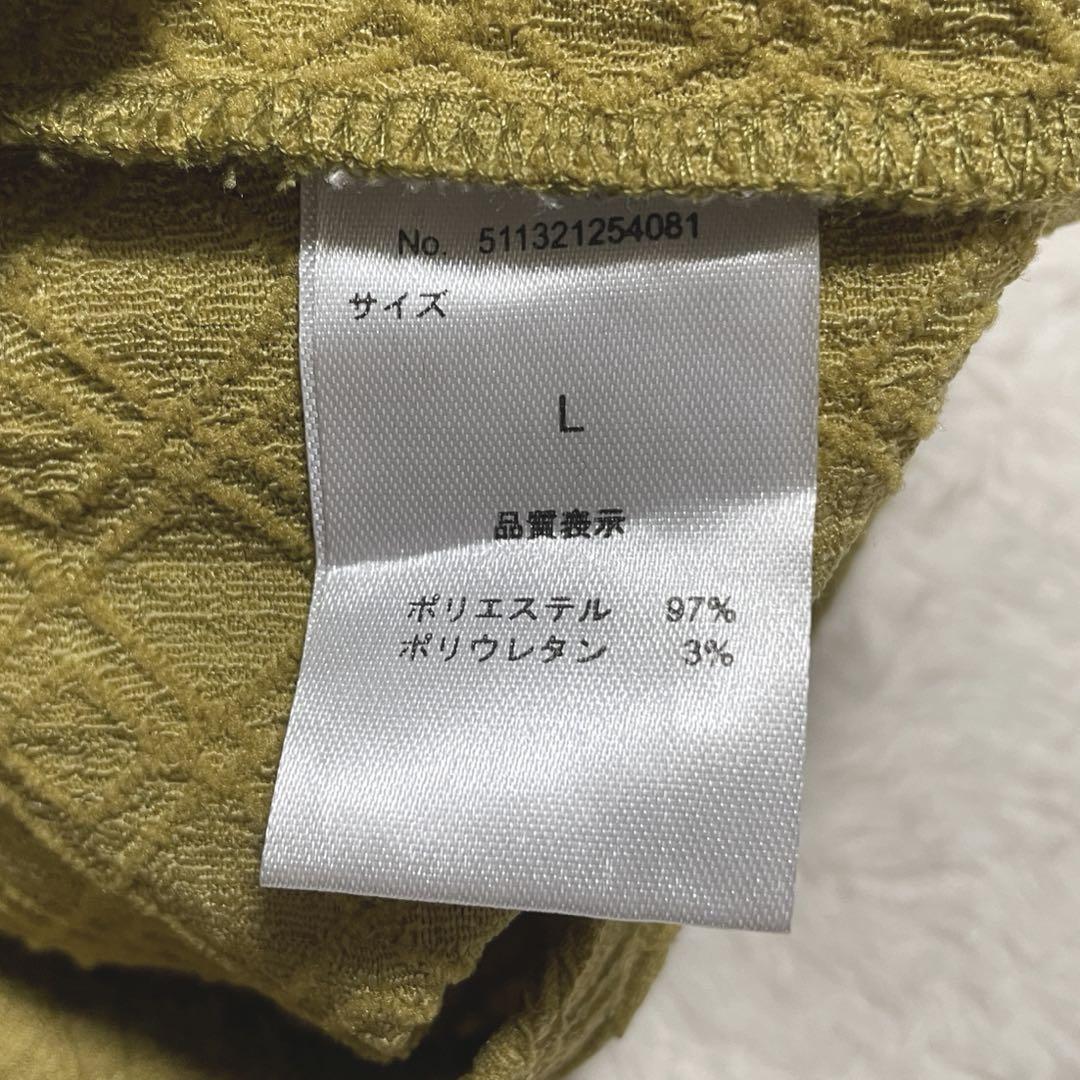 No. 511321254081
サイズ
L
品質表示
ポリエステル 97%
ポリウレタン 3%